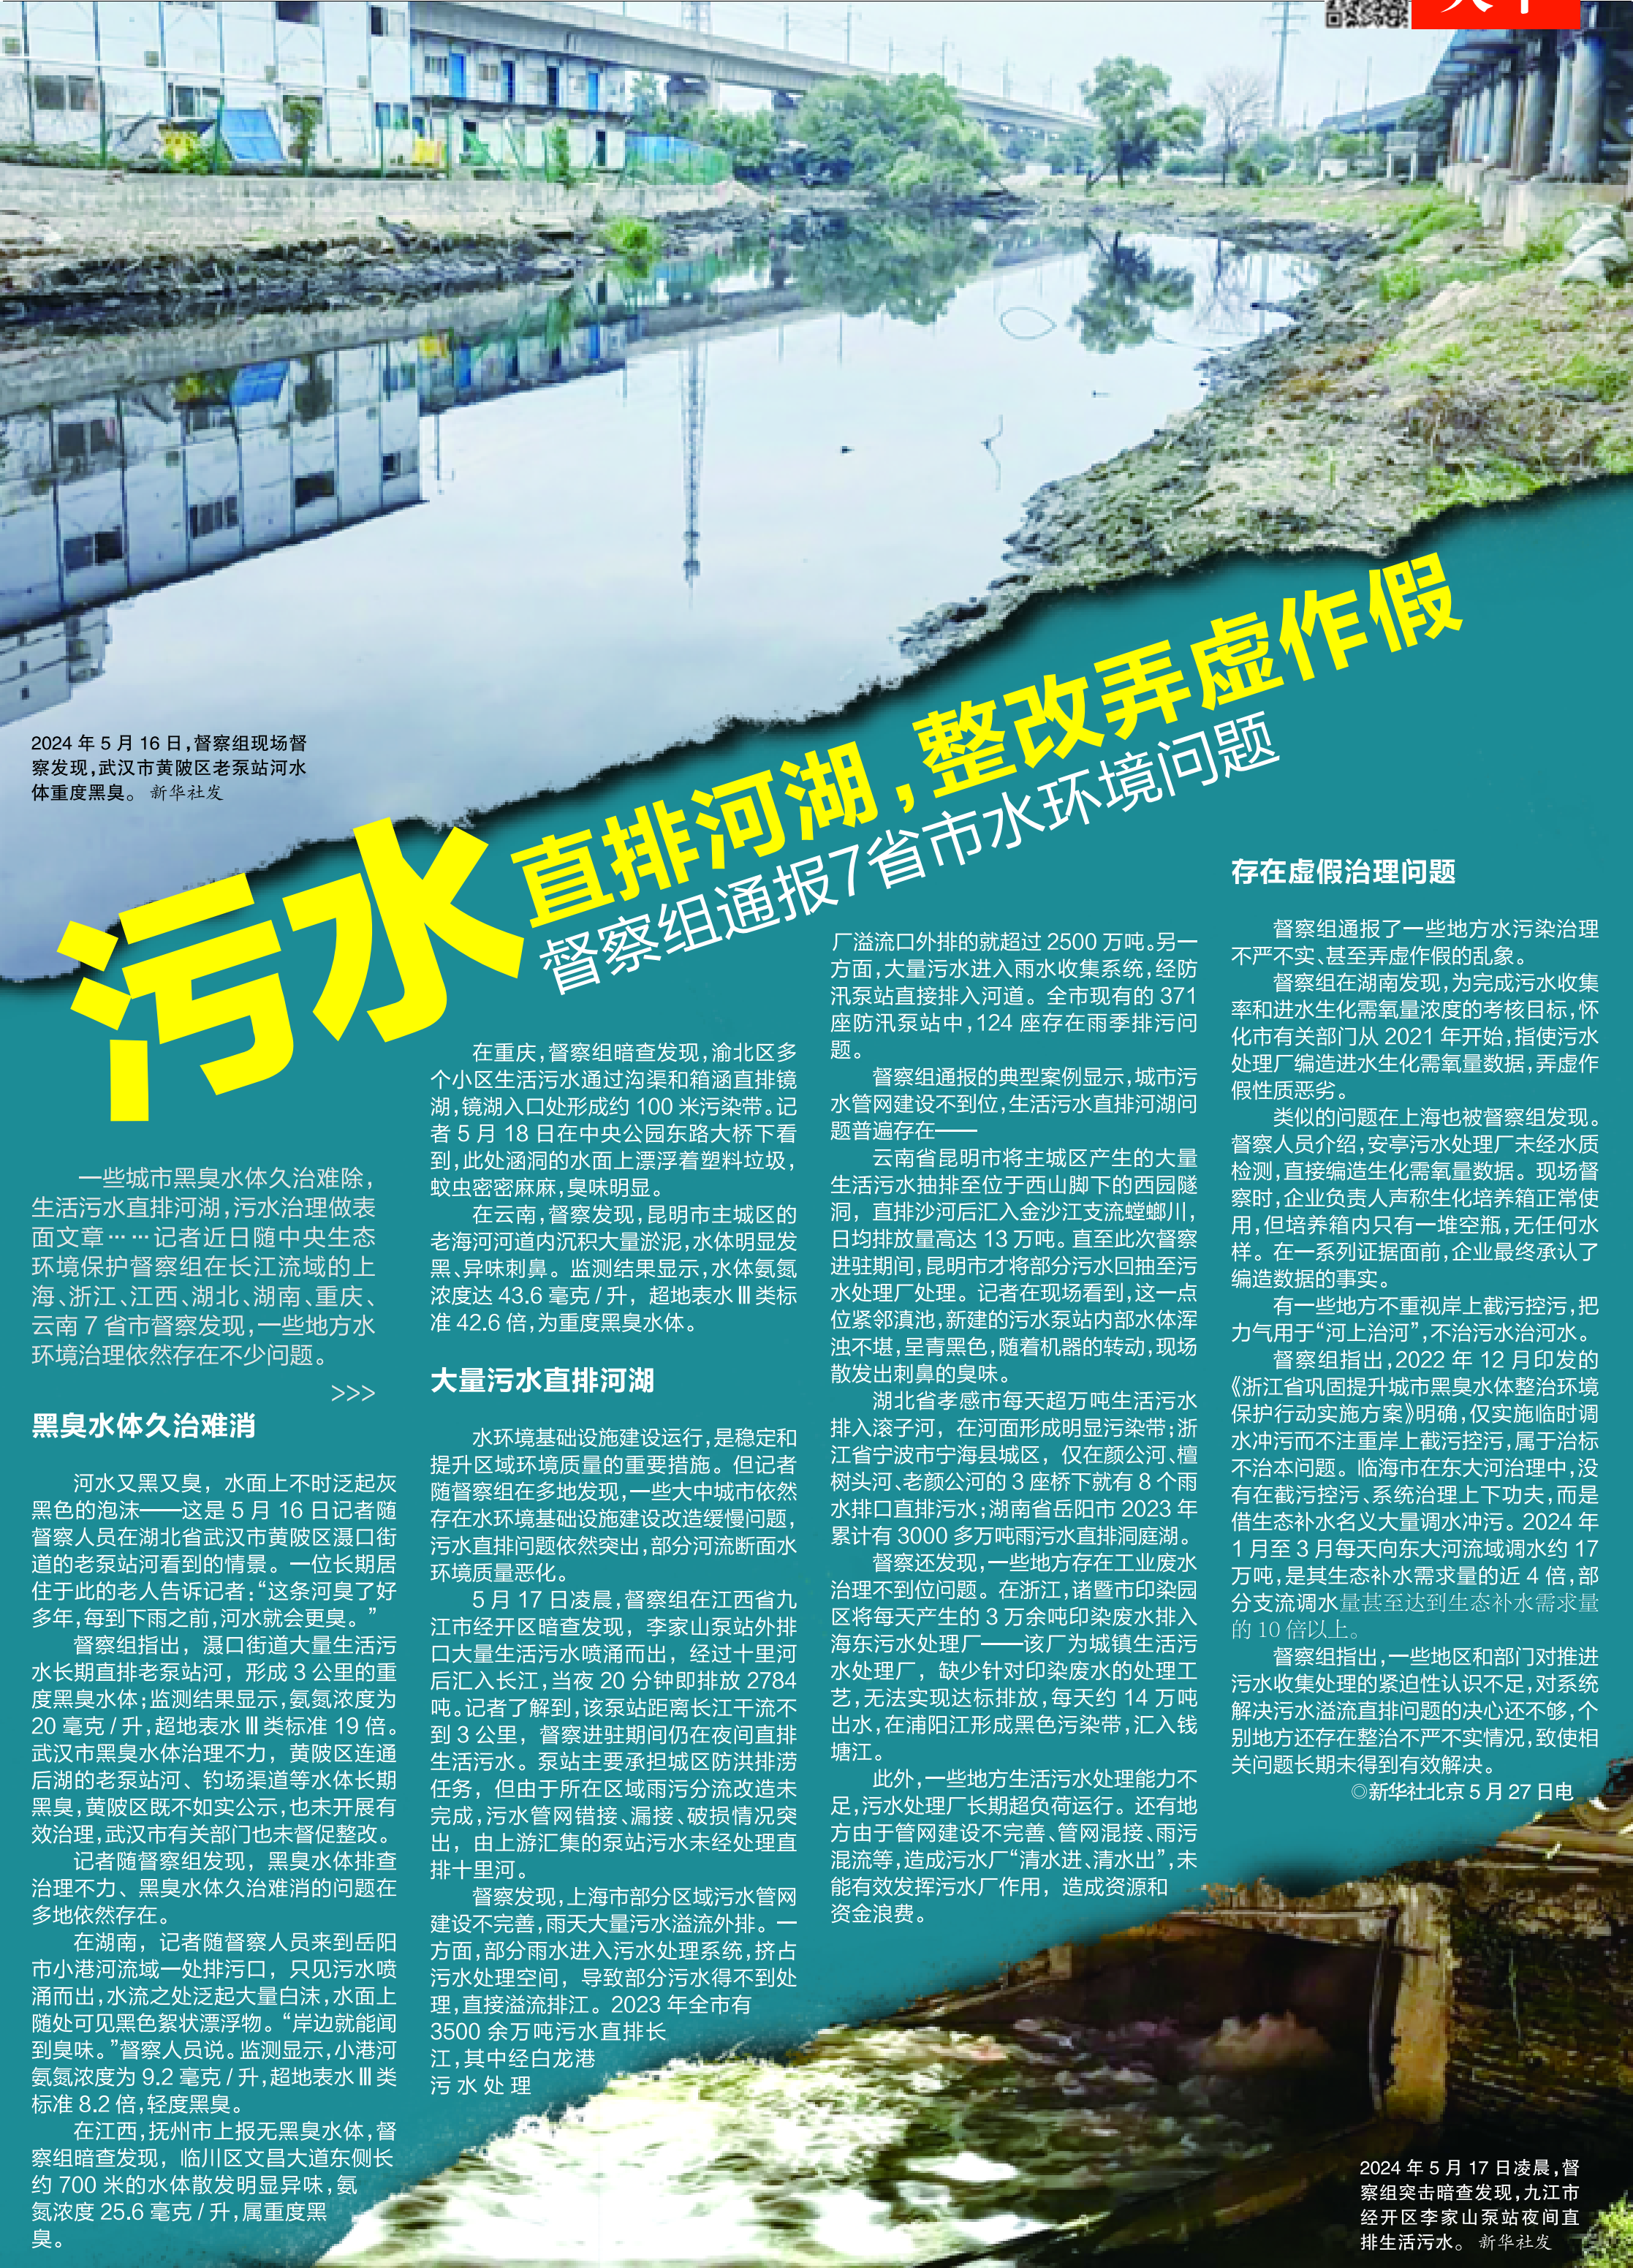 2024 年 5 月 16 日，督察组现场督
察发现，武汉市黄陂区老泵站河水
体重度黑臭。 新华社发
污水直排河湖，整改弄虚作假
督察组通报7省市水环境问题
一些城市黑臭水体久治难除，
生活污水直排河湖，污水治理做表
面文章……记者近日随中央生态
环境保护督察组在长江流域的上
海、浙江、江西、湖北、湖南、重庆、
云南 7 省市督察发现，一些地方水
环境治理依然存在不少问题。
>>>
黑臭水体久治难消
河水又黑又臭，水面上不时泛起灰
黑色的泡沫——这是 5 月 16 日记者随
督察人员在湖北省武汉市黄陂区滠口街
道的老泵站河看到的情景。一位长期居
住于此的老人告诉记者：“这条河臭了好
多年，每到下雨之前，河水就会更臭。”
督察组指出，滠口街道大量生活污
水长期直排老泵站河，形成 3 公里的重
度黑臭水体；监测结果显示，氨氮浓度为
20 毫克 / 升，超地表水Ⅲ类标准 19 倍。
武汉市黑臭水体治理不力，黄陂区连通
后湖的老泵站河、钓场渠道等水体长期
黑臭，黄陂区既不如实公示，也未开展有
效治理，武汉市有关部门也未督促整改。
记者随督察组发现，黑臭水体排查
治理不力、黑臭水体久治难消的问题在
多地依然存在。
在湖南，记者随督察人员来到岳阳
市小港河流域一处排污口，只见污水喷
涌而出，水流之处泛起大量白沫，水面上
随处可见黑色絮状漂浮物。“岸边就能闻
到臭味。”督察人员说。监测显示，小港河
氨氮浓度为 9.2 毫克 / 升，超地表水Ⅲ类
标准 8.2 倍，轻度黑臭。
在江西，抚州市上报无黑臭水体，督
察组暗查发现，临川区文昌大道东侧长
约 700 米的水体散发明显异味，氨
氮浓度 25.6 毫克 / 升，属重度黑
臭。
在重庆，督察组暗查发现，渝北区多
个小区生活污水通过沟渠和箱涵直排镜
湖，镜湖入口处形成约 100 米污染带。记
者 5 月 18 日在中央公园东路大桥下看
到，此处涵洞的水面上漂浮着塑料垃圾，
蚊虫密密麻麻，臭味明显。
在云南，督察发现，昆明市主城区的
老海河河道内沉积大量淤泥，水体明显发
黑、异味刺鼻。监测结果显示，水体氨氮
浓度达 43.6 毫克 / 升，超地表水Ⅲ类标
准 42.6 倍，为重度黑臭水体。
大量污水直排河湖
水环境基础设施建设运行，是稳定和
提升区域环境质量的重要措施。但记者
随督察组在多地发现，一些大中城市依然
存在水环境基础设施建设改造缓慢问题，
污水直排问题依然突出，部分河流断面水
环境质量恶化。
5 月 17 日凌晨，督察组在江西省九
江市经开区暗查发现，李家山泵站外排
口大量生活污水喷涌而出，经过十里河
后汇入长江，当夜 20 分钟即排放 2784
吨。记者了解到，该泵站距离长江干流不
到 3 公里，督察进驻期间仍在夜间直排
生活污水。泵站主要承担城区防洪排涝
任务，但由于所在区域雨污分流改造未
完成，污水管网错接、漏接、破损情况突
出，由上游汇集的泵站污水未经处理直
排十里河。
督察发现，上海市部分区域污水管网
建设不完善，雨天大量污水溢流外排。一
方面，部分雨水进入污水处理系统，挤占
污水处理空间，导致部分污水得不到处
理，直接溢流排江。2023 年全市有
3500 余万吨污水直排长
江，其中经白龙港
污水处理
厂溢流口外排的就超过 2500 万吨。另一
方面，大量污水进入雨水收集系统，经防
汛泵站直接排入河道。全市现有的 371
座防汛泵站中，124 座存在雨季排污问
题。
督察组通报的典型案例显示，城市污
水管网建设不到位，生活污水直排河湖问
题普遍存在——
云南省昆明市将主城区产生的大量
生活污水抽排至位于西山脚下的西园隧
洞，直排沙河后汇入金沙江支流螳螂川，
日均排放量高达 13 万吨。直至此次督察
进驻期间，昆明市才将部分污水回抽至污
水处理厂处理。记者在现场看到，这一点
位紧邻滇池，新建的污水泵站内部水体浑
浊不堪，呈青黑色，随着机器的转动，现场
散发出刺鼻的臭味。
湖北省孝感市每天超万吨生活污水
排入滚子河，在河面形成明显污染带；浙
江省宁波市宁海县城区，仅在颜公河、檀
树头河、老颜公河的 3 座桥下就有 8 个雨
水排口直排污水；湖南省岳阳市 2023 年
累计有 3000 多万吨雨污水直排洞庭湖。
督察还发现，一些地方存在工业废水
治理不到位问题。在浙江，诸暨市印染园
区将每天产生的 3 万余吨印染废水排入
海东污水处理厂——该厂为城镇生活污
水处理厂，缺少针对印染废水的处理工
艺，无法实现达标排放，每天约 14 万吨
出水，在浦阳江形成黑色污染带，汇入钱
塘江。
此外，一些地方生活污水处理能力不
足，污水处理厂长期超负荷运行。还有地
方由于管网建设不完善、管网混接、雨污
混流等，造成污水厂“清水进、清水出”，未
能有效发挥污水厂作用，造成资源和
资金浪费。
存在虚假治理问题
督察组通报了一些地方水污染治理
不严不实、甚至弄虚作假的乱象。
督察组在湖南发现，为完成污水收集
率和进水生化需氧量浓度的考核目标，怀
化市有关部门从 2021 年开始，指使污水
处理厂编造进水生化需氧量数据，弄虚作
假性质恶劣。
类似的问题在上海也被督察组发现。
督察人员介绍，安亭污水处理厂未经水质
检测，直接编造生化需氧量数据。现场督
察时，企业负责人声称生化培养箱正常使
用，但培养箱内只有一堆空瓶，无任何水
样。在一系列证据面前，企业最终承认了
编造数据的事实。
有一些地方不重视岸上截污控污，把
力气用于“河上治河”，不治污水治河水。
督察组指出，2022 年 12 月印发的
《浙江省巩固提升城市黑臭水体整治环境
保护行动实施方案》明确，仅实施临时调
水冲污而不注重岸上截污控污，属于治标
不治本问题。临海市在东大河治理中，没
有在截污控污、系统治理上下功夫，而是
借生态补水名义大量调水冲污。2024 年
1 月至 3 月每天向东大河流域调水约 17
万吨，是其生态补水需求量的近 4 倍，部
分支流调水量甚至达到生态补水需求量
的 10 倍以上。
督察组指出，一些地区和部门对推进
污水收集处理的紧迫性认识不足，对系统
解决污水溢流直排问题的决心还不够，个
别地方还存在整治不严不实情况，致使相
关问题长期未得到有效解决。
◎新华社北京 5 月 27 日电
2024 年 5 月 17 日凌晨，督
察组突击暗查发现，九江市
经开区李家山泵站夜间直
排生活污水。 新华社发